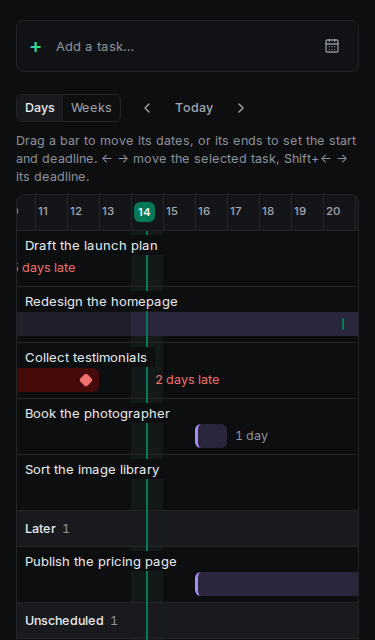 + Add a task...
Days Weeks < Today >
Drag a bar to move its dates, or its ends to set the start
and deadline. ← → move the selected task, Shift+← →
its deadline.
11 12 13 14 15 16 17 18 19 20
Draft the launch plan
days late
Redesign the homepage
Collect testimonials
2 days late
Book the photographer
1 day
Sort the image library
Later 1
Publish the pricing page
Unscheduled 1